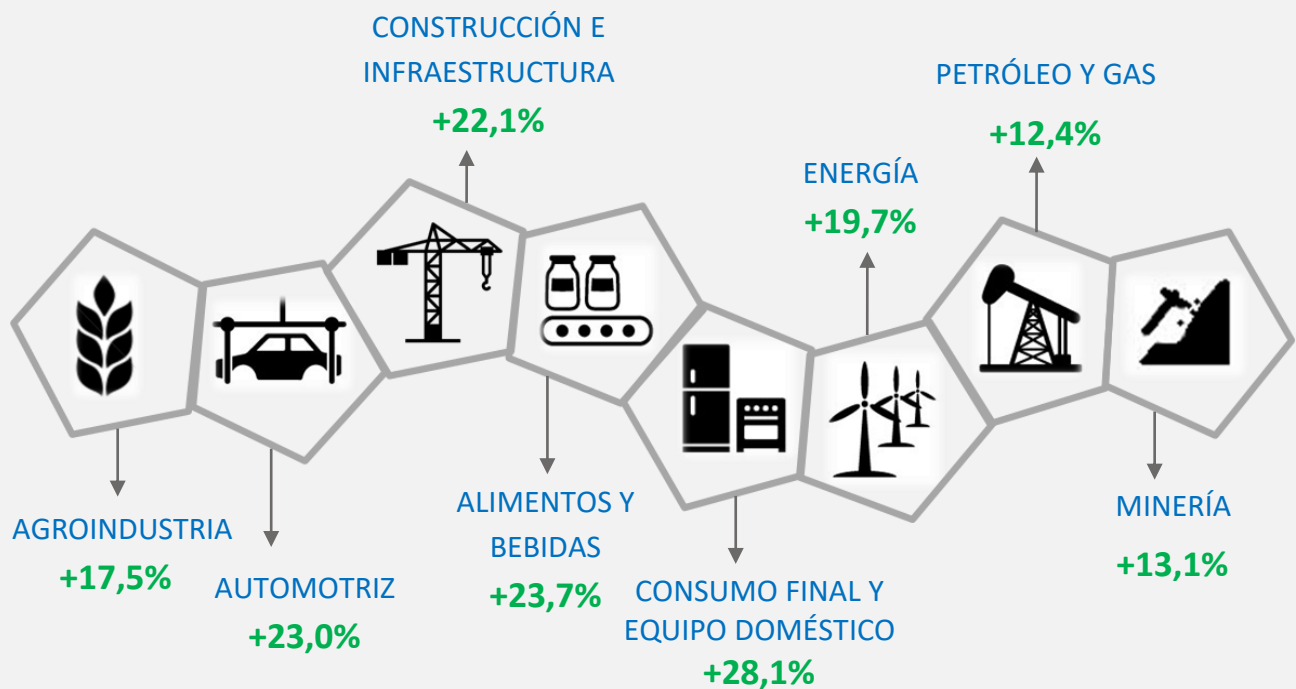 CONSTRUCCIÓN E
INFRAESTRUCTURA
+22,1%
PETRÓLEO Y GAS
+12,4%
ENERGÍA
+19,7%
AGROINDUSTRIA
+17,5%
AUTOMOTRIZ
+23,0%
ALIMENTOS Y
BEBIDAS
+23,7%
CONSUMO FINAL Y
EQUIPO DOMÉSTICO
+28,1%
MINERÍA
+13,1%